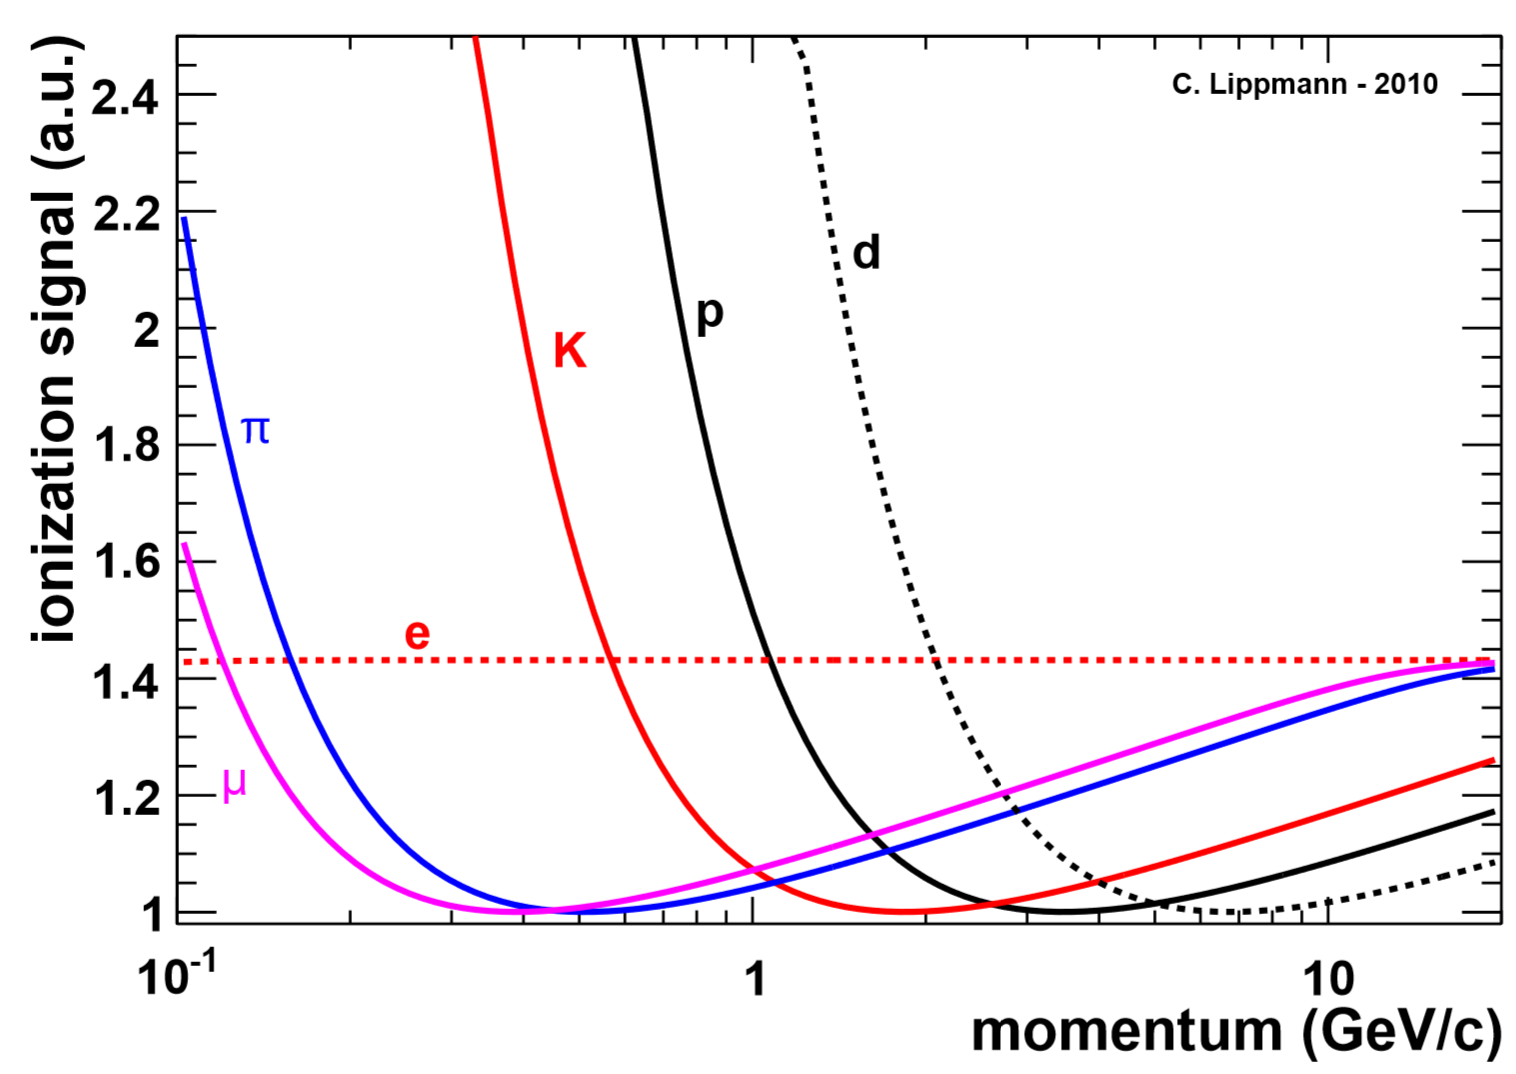 ionization signal (a.u.)
C. Lippmann - 2010
2.4
2.2
2
1.8
1.6
1.4
1.2
1
d
p
K
π
e
μ
10⁻¹
1
10
momentum (GeV/c)